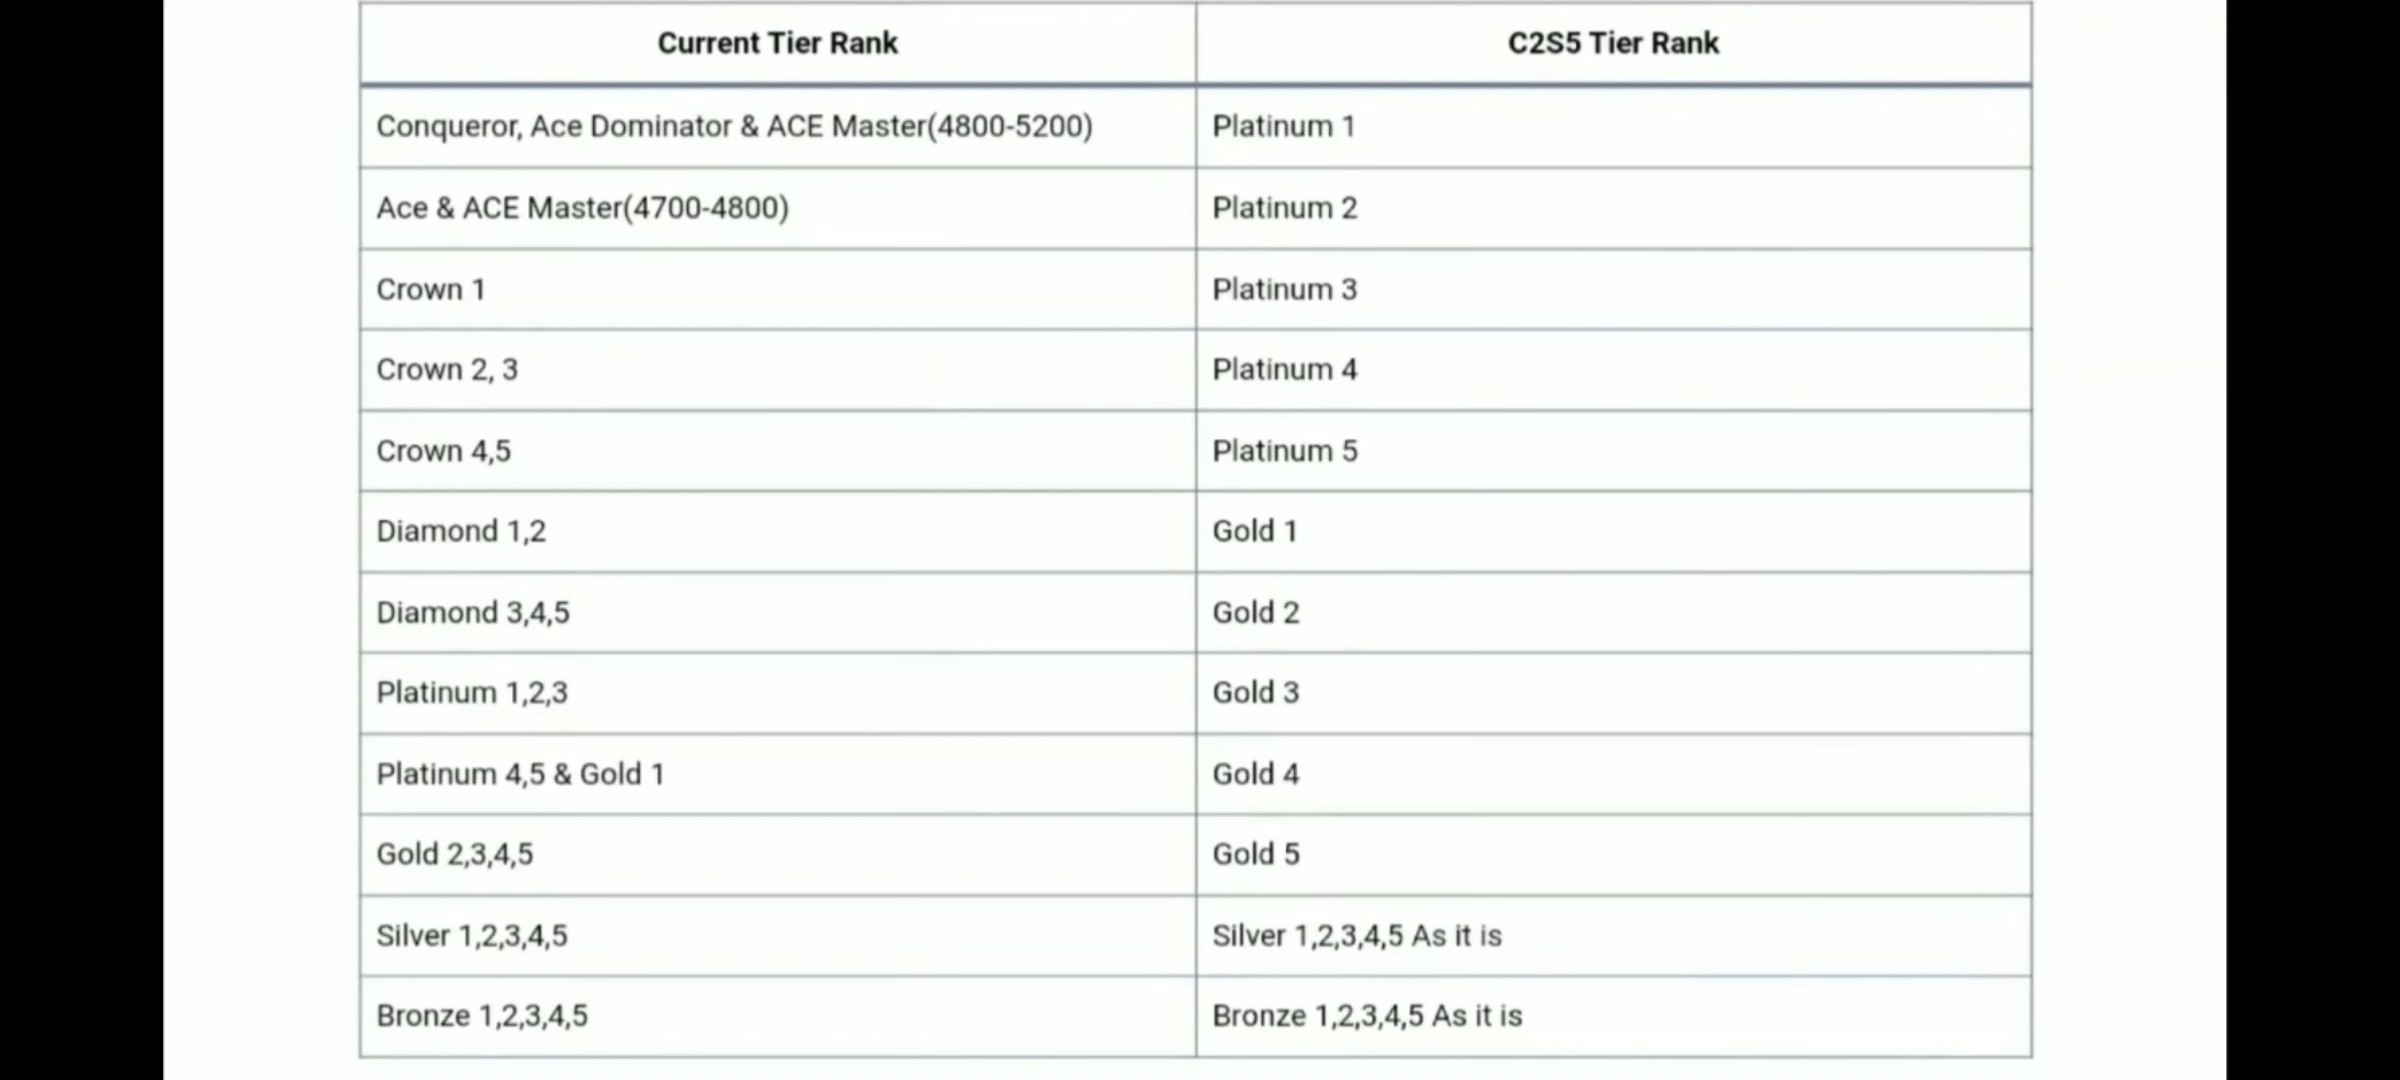 Current Tier Rank
C2S5 Tier Rank
Conqueror, Ace Dominator & ACE Master(4800-5200)
Platinum 1
Ace & ACE Master(4700-4800)
Platinum 2
Crown 1
Platinum 3
Crown 2, 3
Platinum 4
Crown 4,5
Platinum 5
Diamond 1,2
Gold 1
Diamond 3,4,5
Gold 2
Platinum 1,2,3
Gold 3
Platinum 4,5 & Gold 1
Gold 4
Gold 2,3,4,5
Gold 5
Silver 1,2,3,4,5
Silver 1,2,3,4,5 As it is
Bronze 1,2,3,4,5
Bronze 1,2,3,4,5 As it is